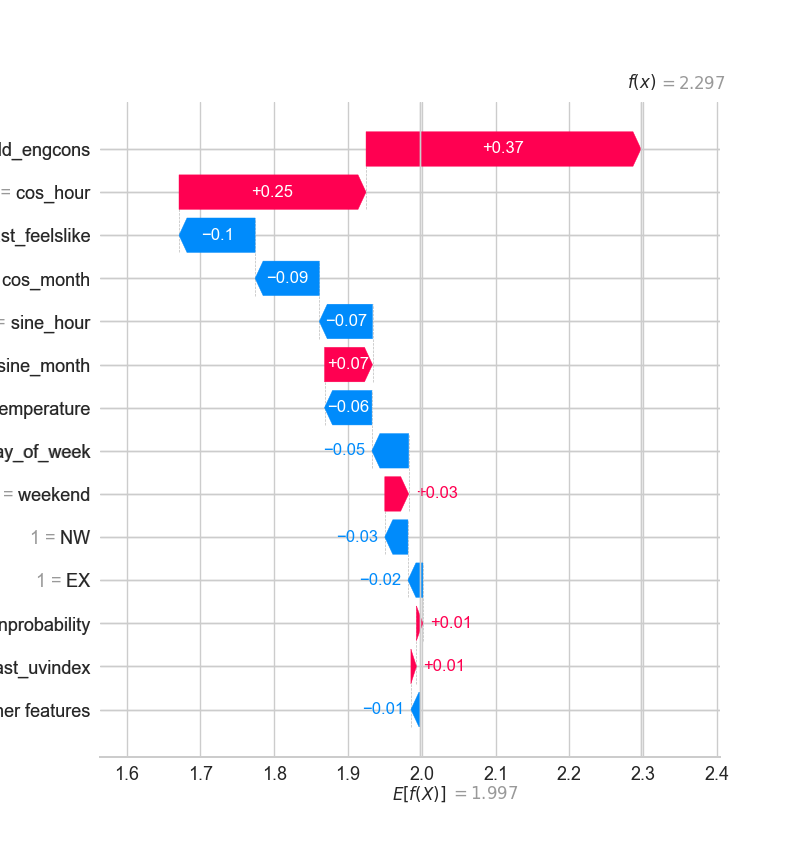 f(x) = 2.297
ld_engcons +0.37
= cos_hour +0.25
st_feelslike −0.1
cos_month −0.09
= sine_hour −0.07
sine_month +0.07
emperature −0.06
ay_of_week −0.05
= weekend +0.03
1 = NW −0.03
1 = EX −0.02
nprobability +0.01
ast_uvindex +0.01
her features −0.01
1.6 1.7 1.8 1.9 2.0 2.1 2.2 2.3 2.4
E[f(X)] = 1.997